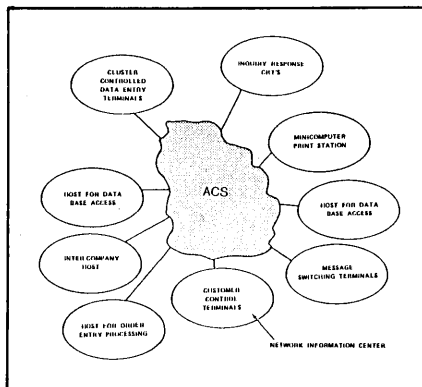 CLUSTER
CONTROLLED
DATA ENTRY
TERMINALS
INQUIRY RESPONSE
CRT'S
MINICOMPUTER
PRINT STATION
ACS
HOST FOR DATA
BASE ACCESS
HOST FOR DATA
BASE ACCESS
INTERCOMPANY
HOST
MESSAGE
SWITCHING TERMINALS
CUSTOMER
CONTROL
TERMINALS
HOST FOR ORDER
ENTRY PROCESSING
NETWORK INFORMATION CENTER